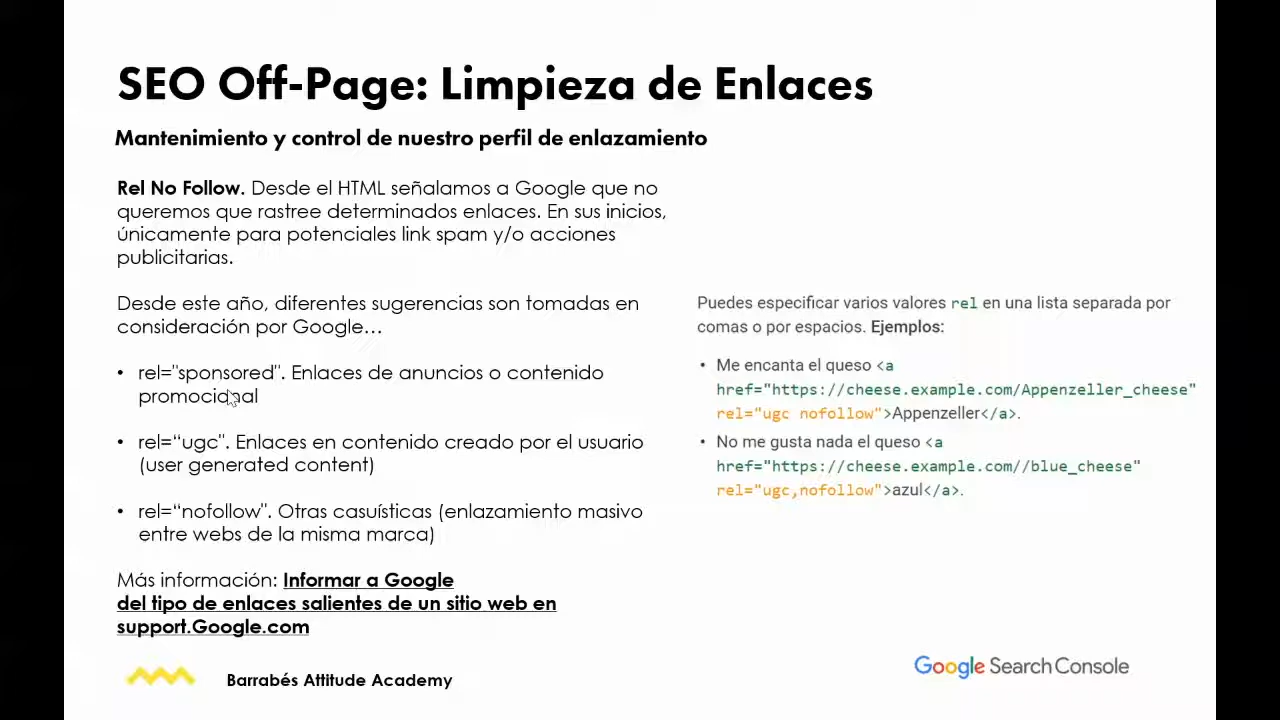 SEO Off-Page: Limpieza de Enlaces
Mantenimiento y control de nuestro perfil de enlazamiento
Rel No Follow. Desde el HTML señalamos a Google que no
queremos que rastree determinados enlaces. En sus inicios,
únicamente para potenciales link spam y/o acciones
publicitarias.
Desde este año, diferentes sugerencias son tomadas en
consideración por Google…
• rel="sponsored". Enlaces de anuncios o contenido
promocional
• rel=“ugc". Enlaces en contenido creado por el usuario
(user generated content)
• rel=“nofollow". Otras casuísticas (enlazamiento masivo
entre webs de la misma marca)
Más información: Informar a Google
del tipo de enlaces salientes de un sitio web en
support.Google.com
Puedes especificar varios valores rel en una lista separada por
comas o por espacios. Ejemplos:
• Me encanta el queso <a
href="https://cheese.example.com/Appenzeller_cheese"
rel="ugc nofollow">Appenzeller</a>.
• No me gusta nada el queso <a
href="https://cheese.example.com//blue_cheese"
rel="ugc,nofollow">azul</a>.
Barrabés Attitude Academy
Google Search Console